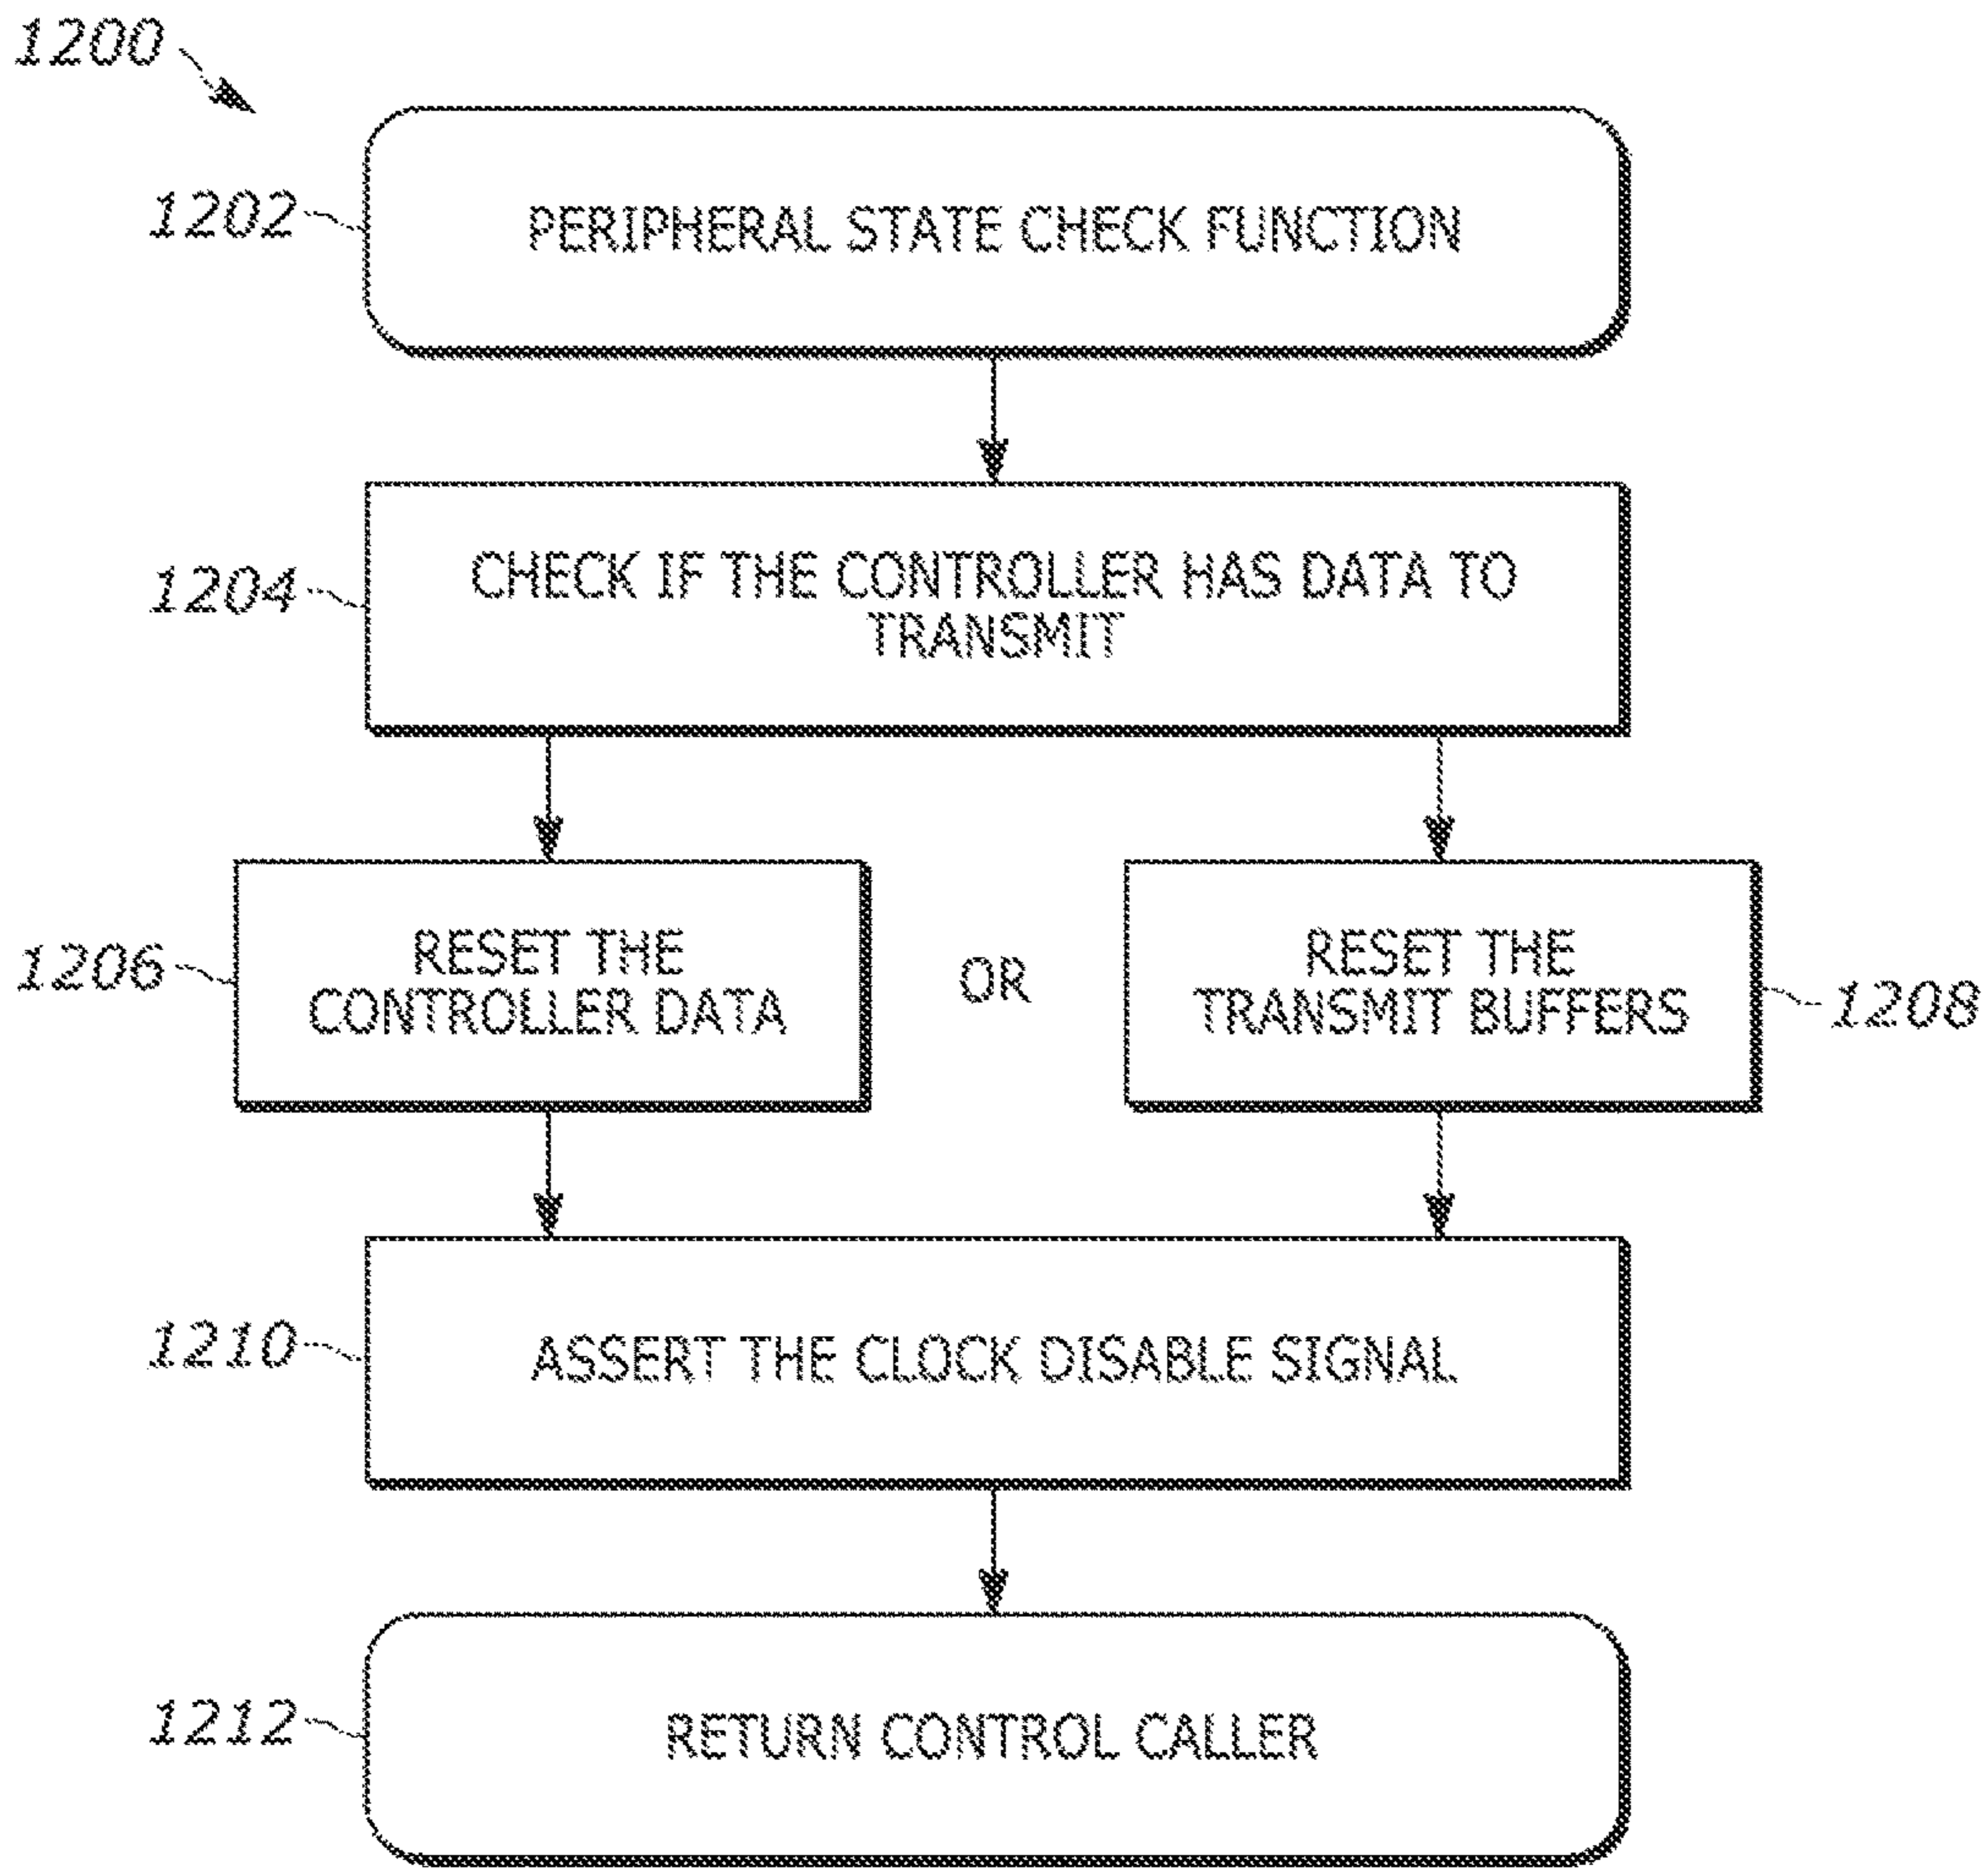 1200
1202
PERIPHERAL STATE CHECK FUNCTION
1204
CHECK IF THE CONTROLLER HAS DATA TO
TRANSMIT
1206
RESET THE
CONTROLLER DATA
OR
RESET THE
TRANSMIT BUFFERS
1208
1210
ASSERT THE CLOCK DISABLE SIGNAL
1212
RETURN CONTROL CALLER